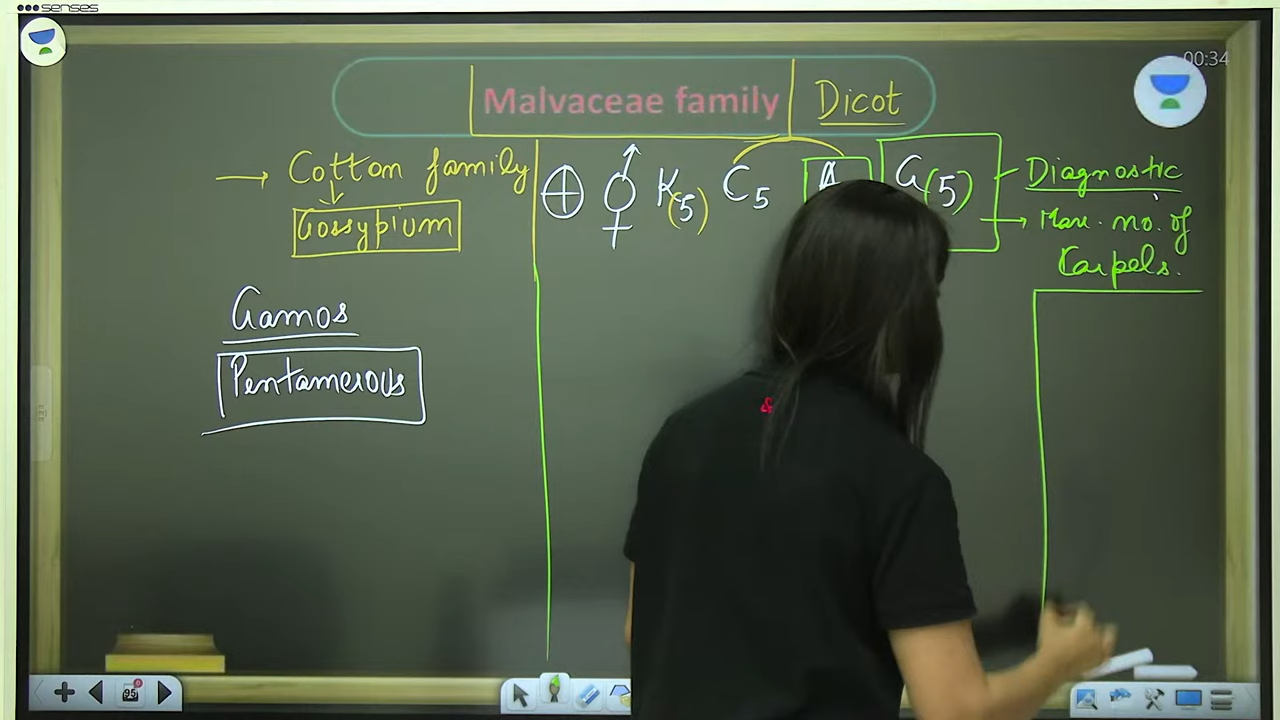 senses
00:34
Malvaceae family Dicot
→ Cotton family
Gossypium
⊕ ⚥ K(5) C5 A G(5)
Diagnostic
→ Max. no. of
Carpels.
Gamos
Pentamerous
95